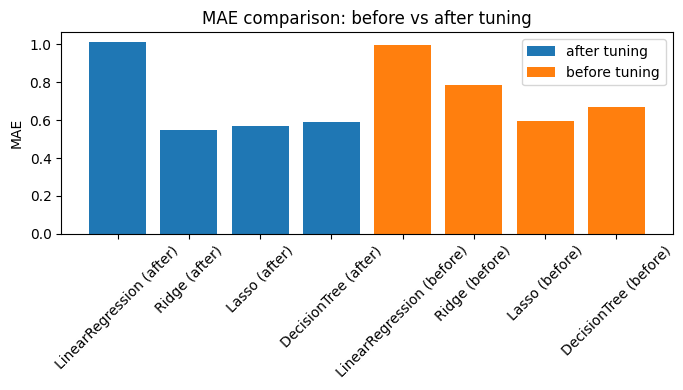 MAE comparison: before vs after tuning
after tuning
before tuning
MAE
1.0
0.8
0.6
0.4
0.2
0.0
LinearRegression (after)
Ridge (after)
Lasso (after)
DecisionTree (after)
LinearRegression (before)
Ridge (before)
Lasso (before)
DecisionTree (before)